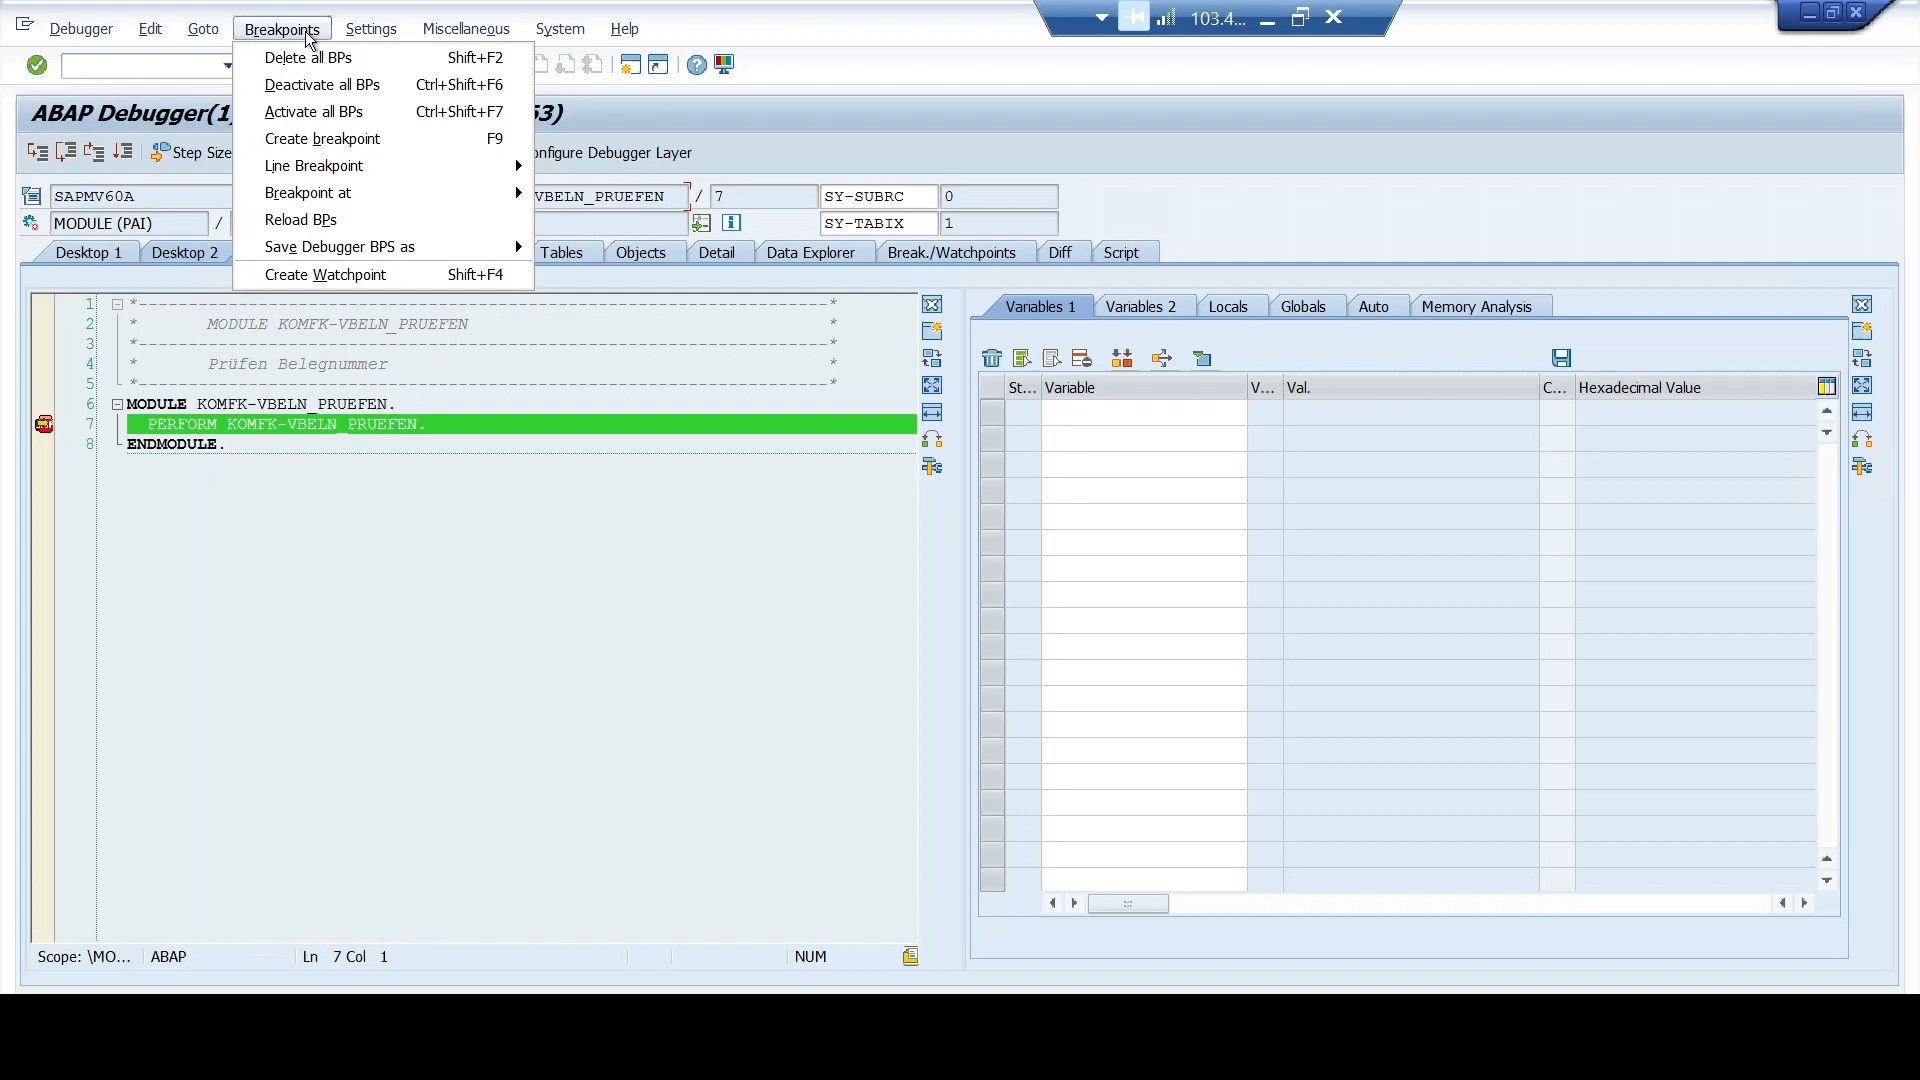 Debugger Edit Goto Breakpoints Settings Miscellaneous System Help
103.4...
Delete all BPs Shift+F2
Deactivate all BPs Ctrl+Shift+F6
Activate all BPs Ctrl+Shift+F7
Create breakpoint F9
Line Breakpoint
Breakpoint at
Reload BPs
Save Debugger BPS as
Create Watchpoint Shift+F4
ABAP Debugger(1)
53)
Step Size
onfigure Debugger Layer
SAPMV60A
VBELN_PRUEFEN / 7 SY-SUBRC 0
MODULE (PAI) /
SY-TABIX 1
Desktop 1 Desktop 2 Tables Objects Detail Data Explorer Break./Watchpoints Diff Script
1 *----------------------------------------------------------------------*
2 * MODULE KOMFK-VBELN_PRUEFEN *
3 *----------------------------------------------------------------------*
4 * Prüfen Belegnummer *
5 *----------------------------------------------------------------------*
6 MODULE KOMFK-VBELN_PRUEFEN.
7 PERFORM KOMFK-VBELN_PRUEFEN.
8 ENDMODULE.
Variables 1 Variables 2 Locals Globals Auto Memory Analysis
St... Variable V... Val. C... Hexadecimal Value
Scope: \MO... ABAP Ln 7 Col 1 NUM